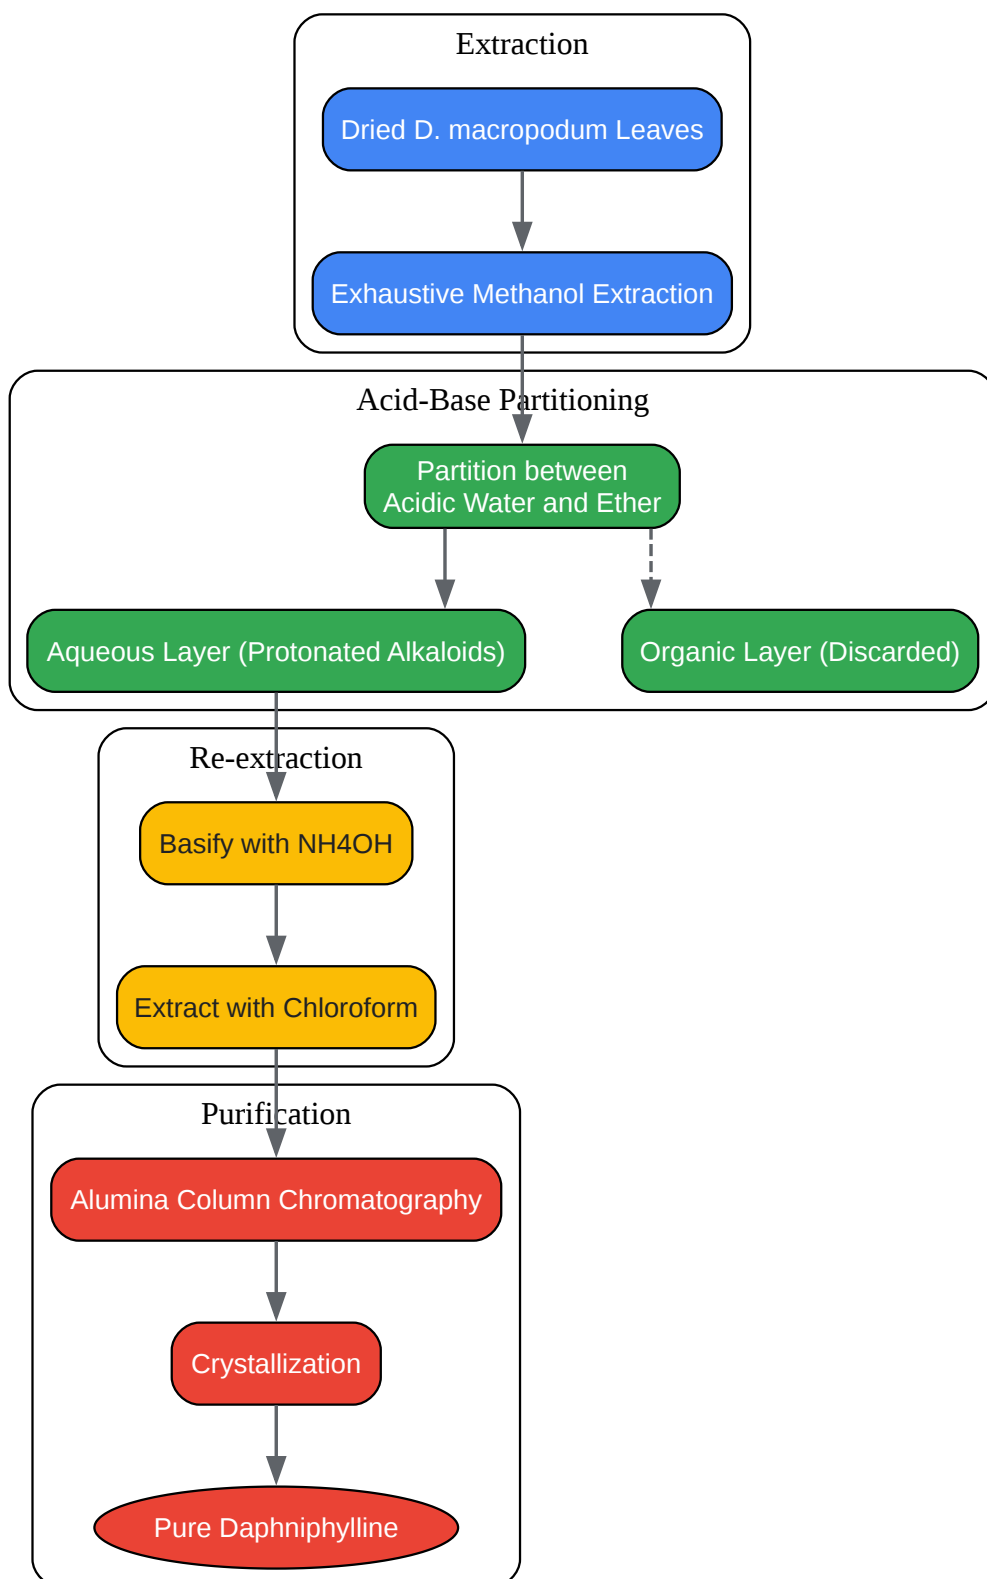 Extraction
Dried D. macropodum Leaves
Exhaustive Methanol Extraction
Acid-Base Partitioning
Partition between
Acidic Water and Ether
Aqueous Layer (Protonated Alkaloids)
Organic Layer (Discarded)
Re-extraction
Basify with NH4OH
Extract with Chloroform
Purification
Alumina Column Chromatography
Crystallization
Pure Daphniphylline